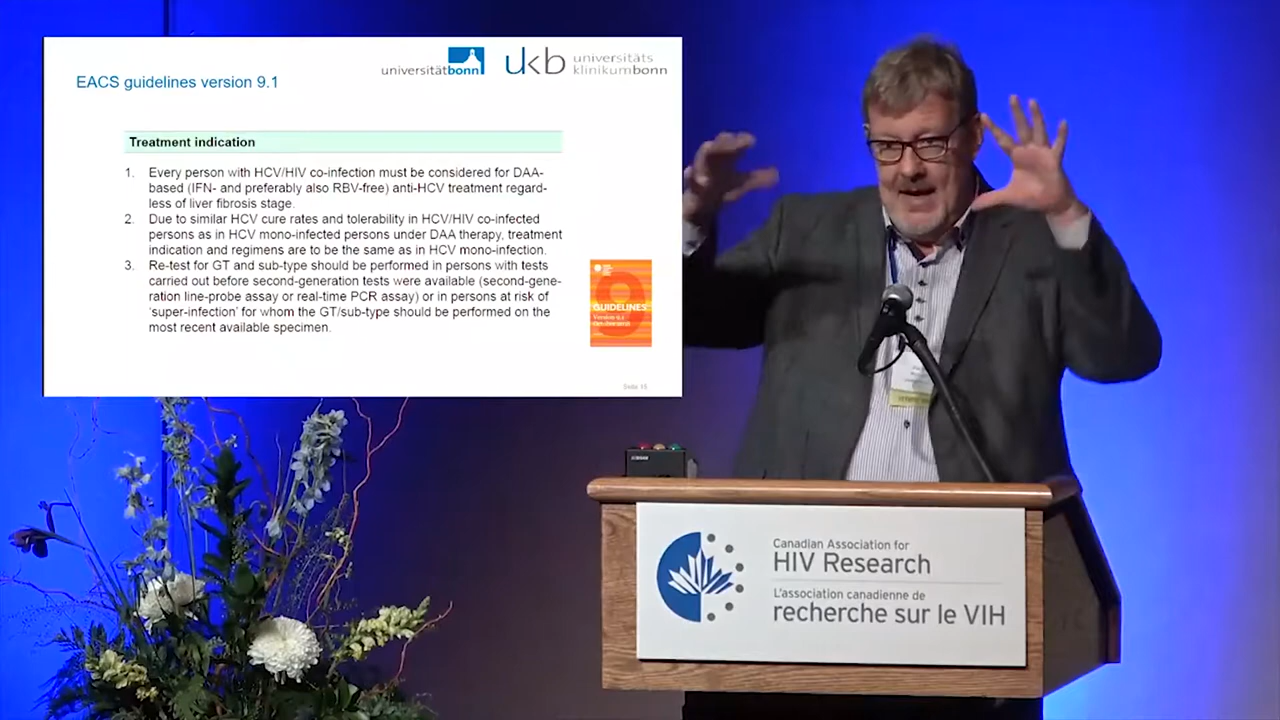 EACS guidelines version 9.1
universitätbonn
ukb universitäts
klinikumbonn
Treatment indication
1. Every person with HCV/HIV co-infection must be considered for DAA-
based (IFN- and preferably also RBV-free) anti-HCV treatment regard-
less of liver fibrosis stage.
2. Due to similar HCV cure rates and tolerability in HCV/HIV co-infected
persons as in HCV mono-infected persons under DAA therapy, treatment
indication and regimens are to be the same as in HCV mono-infection.
3. Re-test for GT and sub-type should be performed in persons with tests
carried out before second-generation tests were available (second-gene-
ration line-probe assay or real-time PCR assay) or in persons at risk of
‘super-infection’ for whom the GT/sub-type should be performed on the
most recent available specimen.
9
GUIDELINES
Seite 15
Canadian Association for
HIV Research
L'association canadienne de
recherche sur le VIH